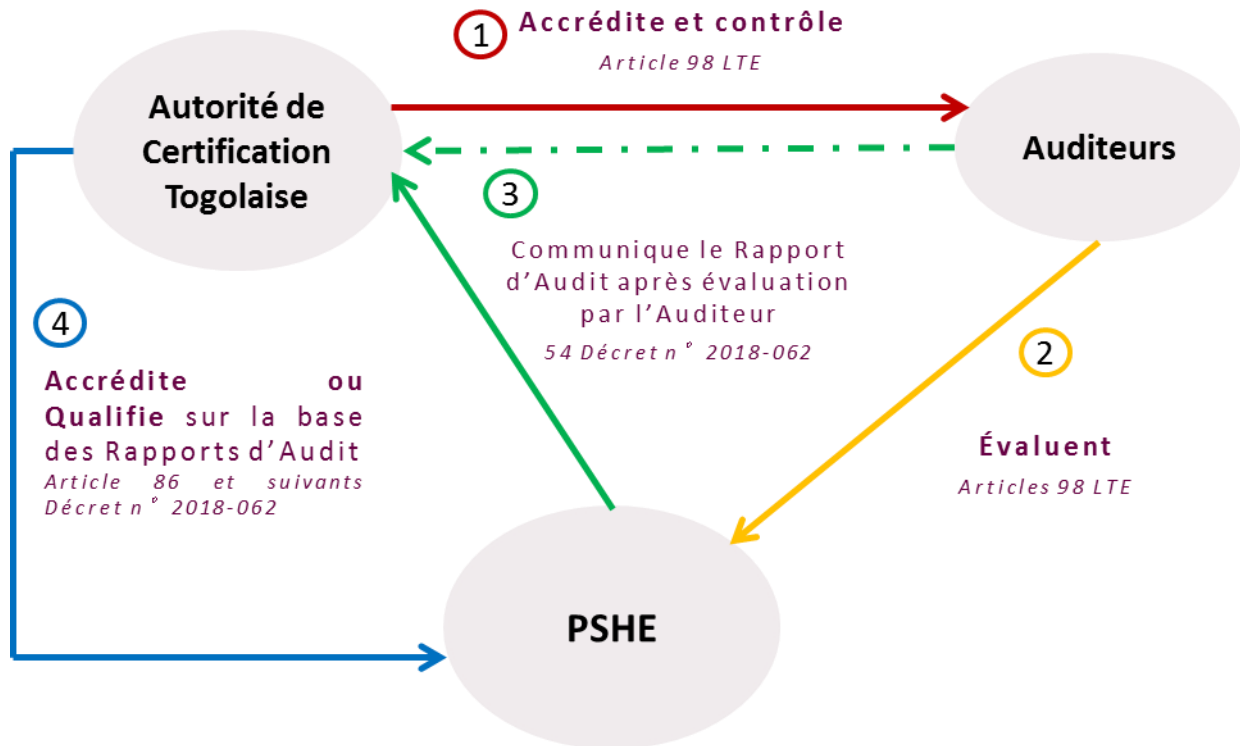 1
Accrédite et contrôle
Article 98 LTE
Autorité de
Certification
Togolaise
Auditeurs
3
Communique le Rapport
d’Audit après évaluation
par l’Auditeur
54 Décret n° 2018-062
4
Accrédite ou
Qualifie sur la base
des Rapports d’Audit
Article 86 et suivants
Décret n° 2018-062
2
Évaluent
Articles 98 LTE
PSHE